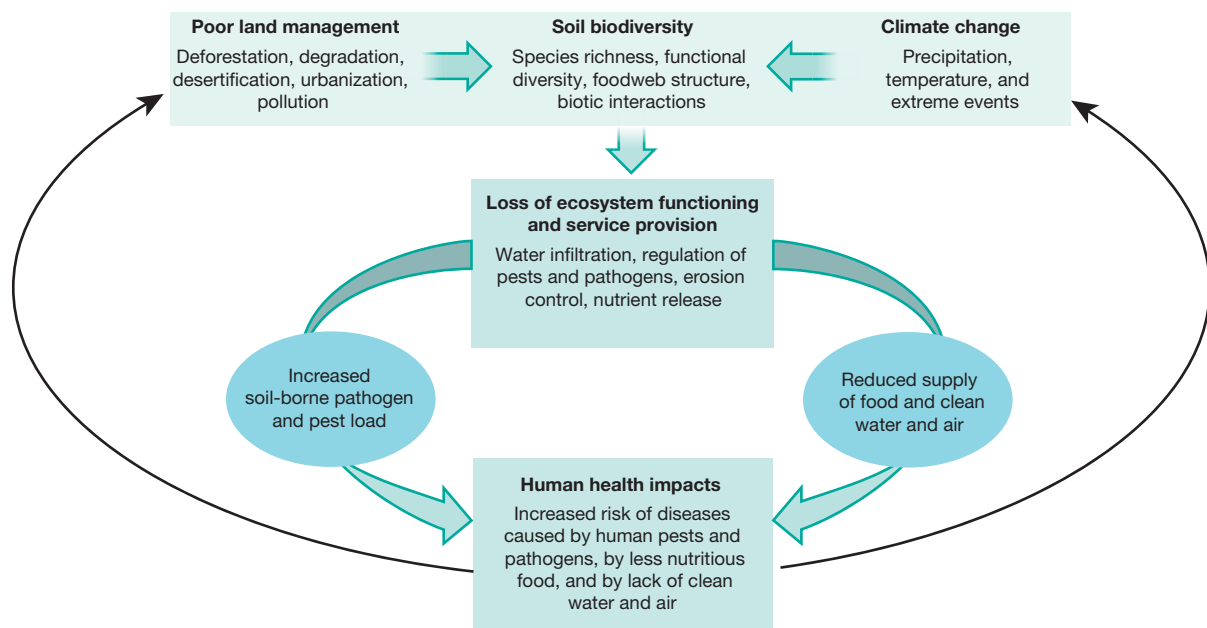 Poor land management
Deforestation, degradation,
desertification, urbanization,
pollution
Soil biodiversity
Species richness, functional
diversity, foodweb structure,
biotic interactions
Climate change
Precipitation,
temperature, and
extreme events
Loss of ecosystem functioning
and service provision
Water infiltration, regulation of
pests and pathogens, erosion
control, nutrient release
Increased
soil-borne pathogen
and pest load
Reduced supply
of food and clean
water and air
Human health impacts
Increased risk of diseases
caused by human pests and
pathogens, by less nutritious
food, and by lack of clean
water and air